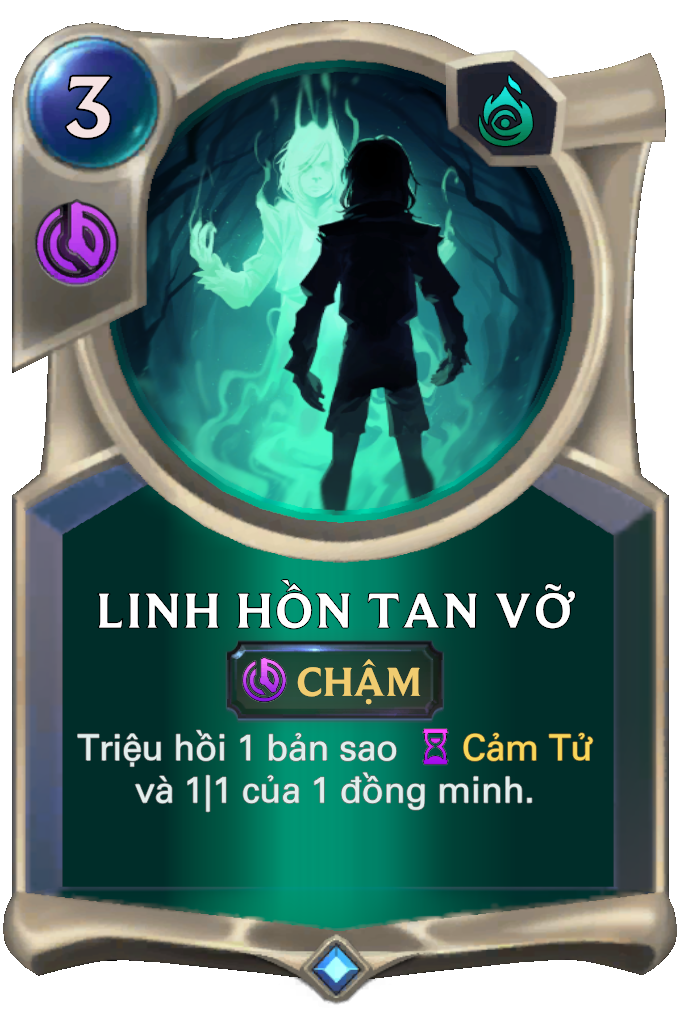 3
LINH HỒN TAN VỠ
CHẬM
Triệu hồi 1 bản sao Cảm Tử
và 1|1 của 1 đồng minh.